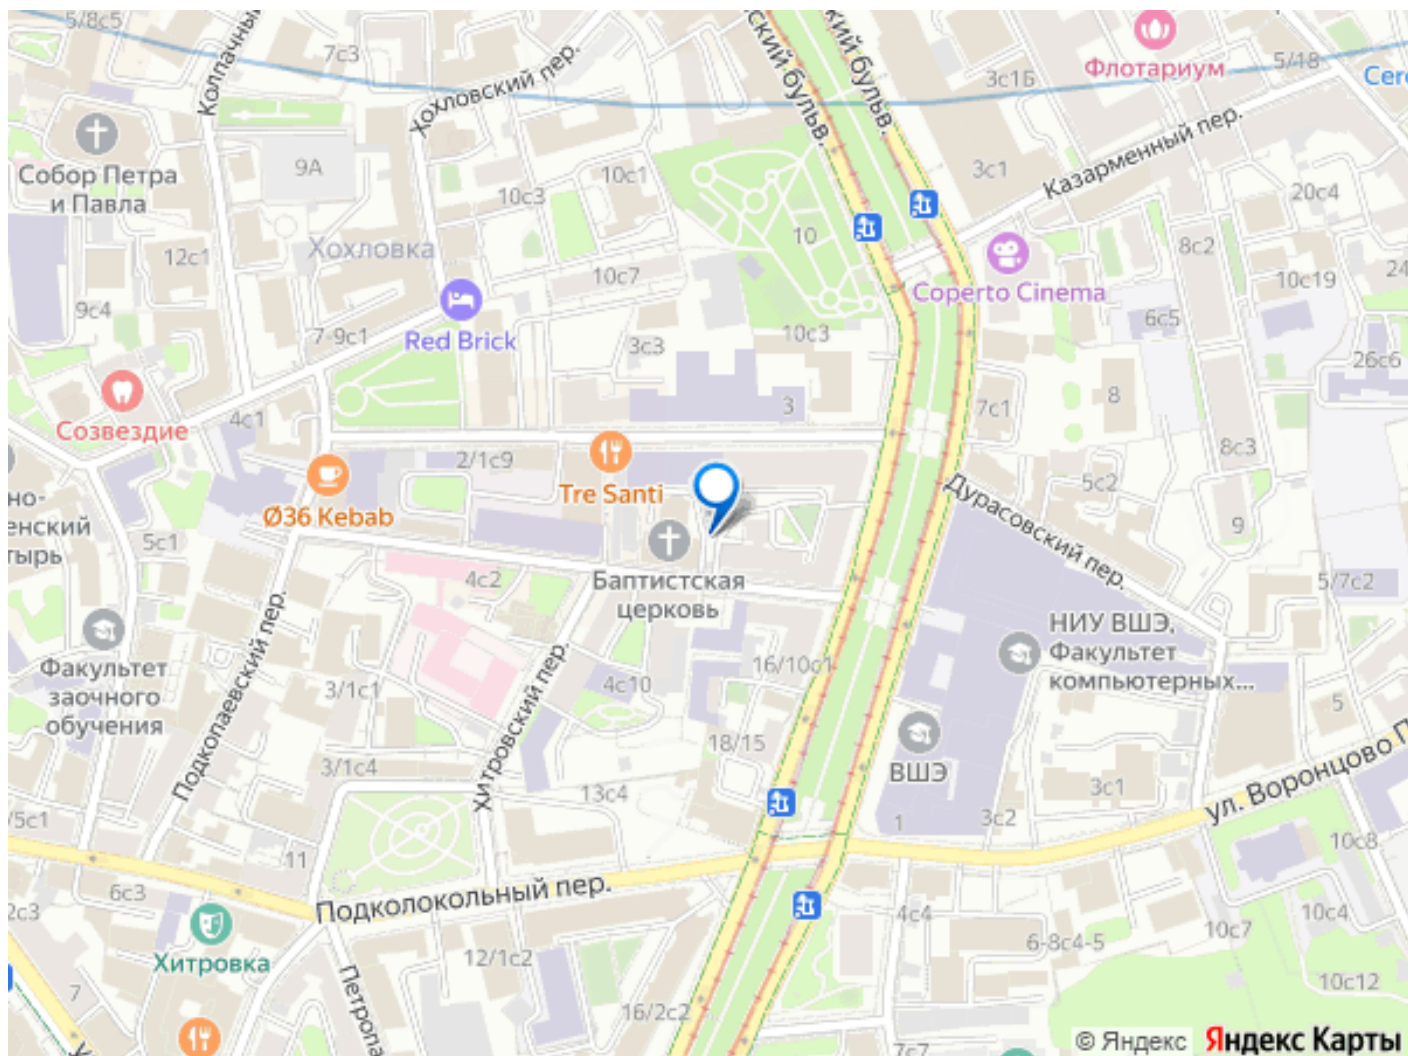 5/8с5
Колпачный
7с3
Хохловский пер.
ский бульв.
кий бульв.
Флотариум
3с1Б
5/18
Казарменный пер.
Собор Петра
и Павла
9А
10с3
10с1
3с1
20с4
10
8с2
12с1
Хохловка
10с7
Coperto Cinema
10с19
24
9с4
7-9с1
Red Brick
3с3
10с3
6с5
26с6
Созвездие
4с1
3
7с1
8
8с3
2/1с9
Tre Santi
Дурасовский пер.
5с2
9
но-
енский
тырь
Ø36 Kebab
5с1
4с2
Баптистская
церковь
5/7с2
Факультет
заочного
обучения
Подкопаевский пер.
3/1с1
Хитровский пер.
4с10
16/10с1
НИУ ВШЭ,
Факультет
компьютерных...
5
3/1с4
18/15
ВШЭ
13с4
3с1
3с2
1
ул. Воронцово П
/5с1
11
10с8
6с3
Подколокольный пер.
4с4
10с4
2с3
10с7
Хитровка
12/1с2
6-8с4-5
7
Петропа
10с12
16/2с2
7с7
© Яндекс
Яндекс Карты